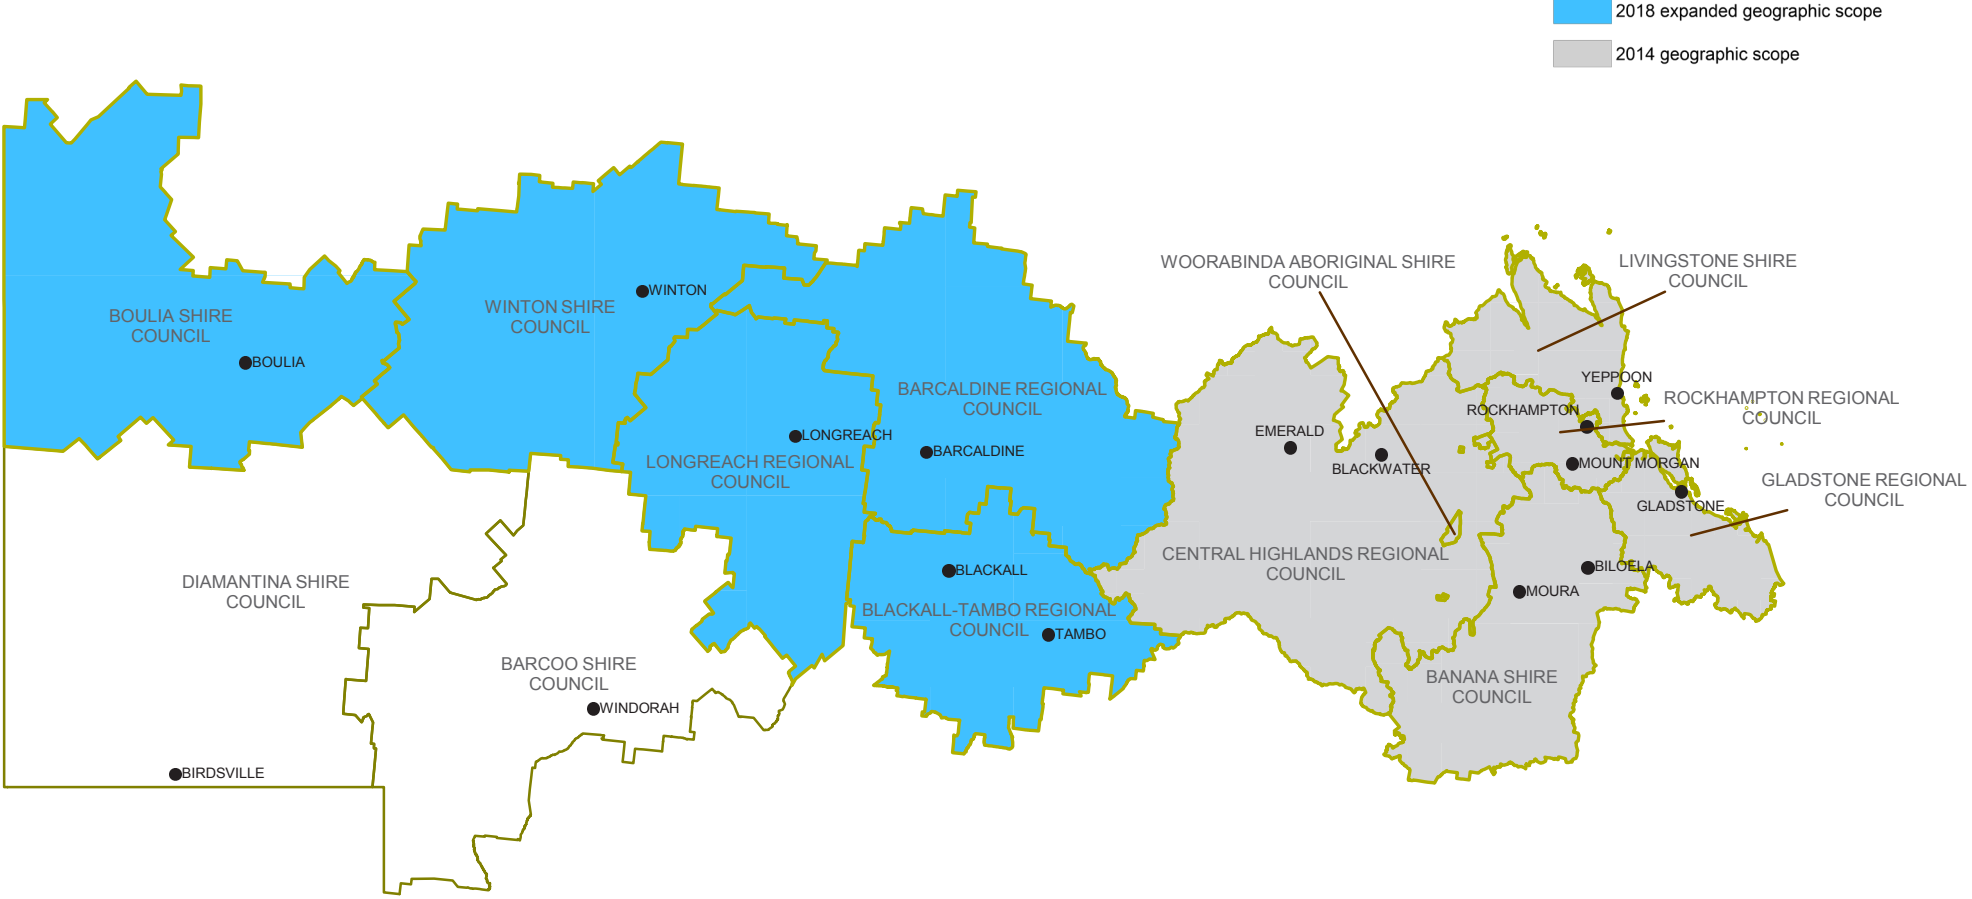 2018 expanded geographic scope
2014 geographic scope
WOORABINDA ABORIGINAL SHIRE
COUNCIL
LIVINGSTONE SHIRE
COUNCIL
BOULIA SHIRE
COUNCIL
BOULIA
WINTON
WINTON SHIRE
COUNCIL
BARCALDINE REGIONAL
COUNCIL
YEPPOON
ROCKHAMPTON
ROCKHAMPTON REGIONAL
COUNCIL
LONGREACH
LONGREACH REGIONAL
COUNCIL
BARCALDINE
EMERALD
BLACKWATER
MOUNT MORGAN
GLADSTONE REGIONAL
COUNCIL
GLADSTONE
CENTRAL HIGHLANDS REGIONAL
COUNCIL
BLACKALL
BILOELA
MOURA
DIAMANTINA SHIRE
COUNCIL
BLACKALL-TAMBO REGIONAL
COUNCIL
TAMBO
BARCOO SHIRE
COUNCIL
WINDORAH
BANANA SHIRE
COUNCIL
BIRDSVILLE